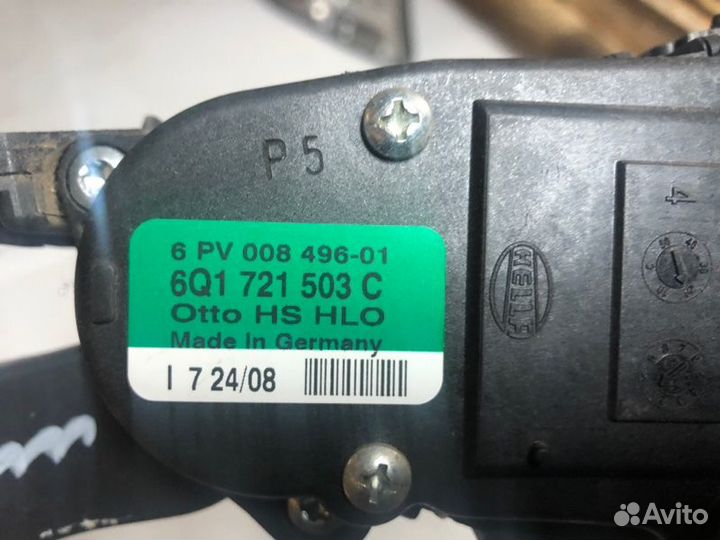 P5
6 PV 008 496-01
6Q1 721 503 C
Otto HS HLO
Made In Germany
I 7 24/08
HELLA
4
Avito